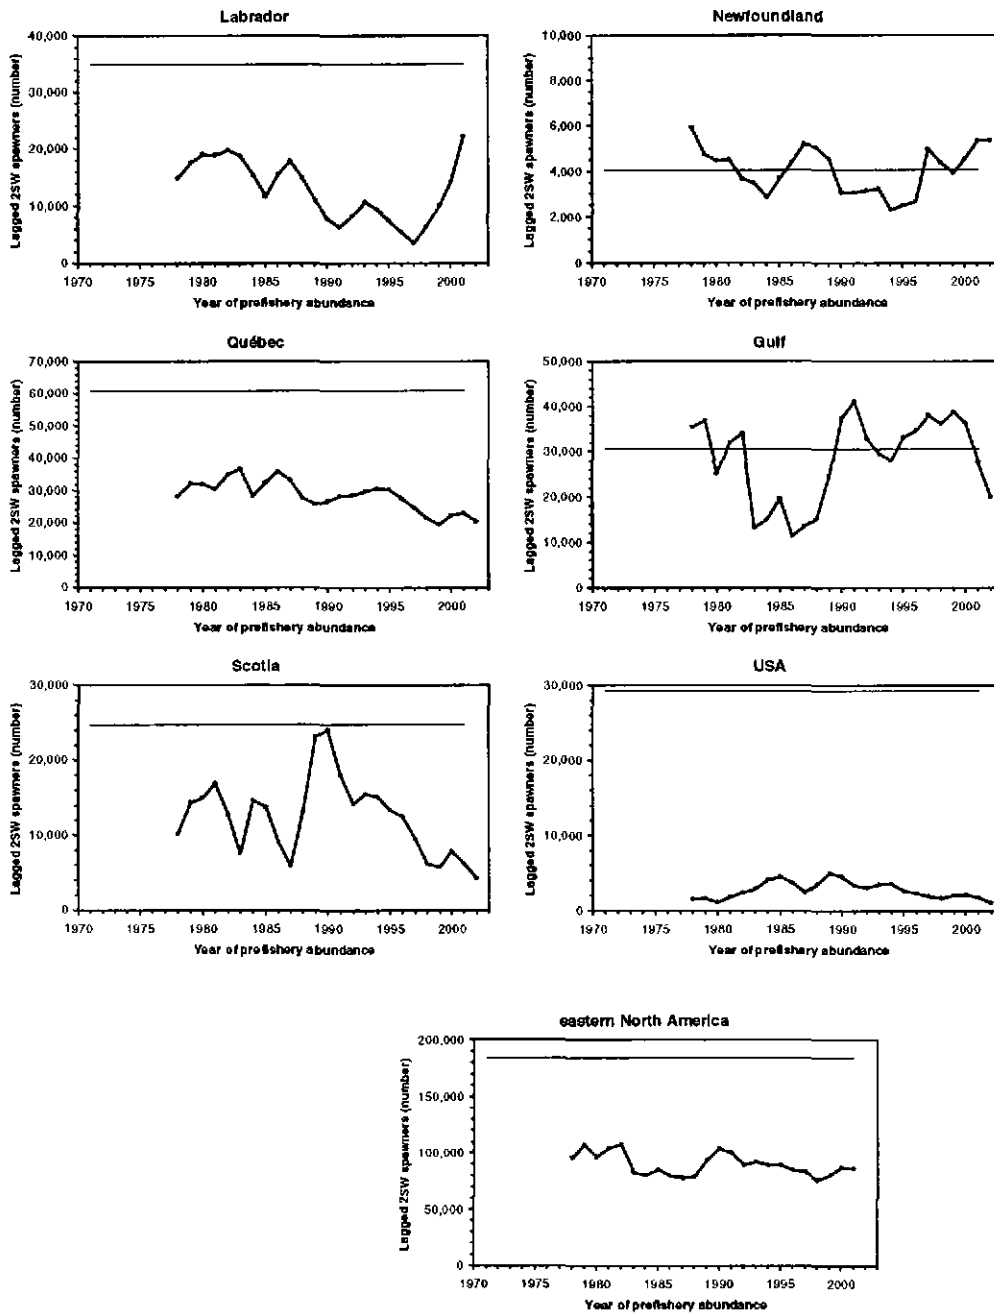 Labrador
Lagged 2SW spawners (number)
40,000
30,000
20,000
10,000
0
1970 1975 1980 1985 1990 1995 2000
Year of prefishery abundance
Newfoundland
Lagged 2SW spawners (number)
10,000
8,000
6,000
4,000
2,000
0
1970 1975 1980 1985 1990 1995 2000
Year of prefishery abundance
Québec
Lagged 2SW spawners (number)
70,000
60,000
50,000
40,000
30,000
20,000
10,000
0
1970 1975 1980 1985 1990 1995 2000
Year of prefishery abundance
Gulf
Lagged 2SW spawners (number)
50,000
40,000
30,000
20,000
10,000
0
1970 1975 1980 1985 1990 1995 2000
Year of prefishery abundance
Scotia
Lagged 2SW spawners (number)
30,000
20,000
10,000
0
1970 1975 1980 1985 1990 1995 2000
Year of prefishery abundance
USA
Lagged 2SW spawners (number)
30,000
20,000
10,000
0
1970 1975 1980 1985 1990 1995 2000
Year of prefishery abundance
eastern North America
Lagged 2SW spawners (number)
200,000
150,000
100,000
50,000
0
1970 1975 1980 1985 1990 1995 2000
Year of prefishery abundance